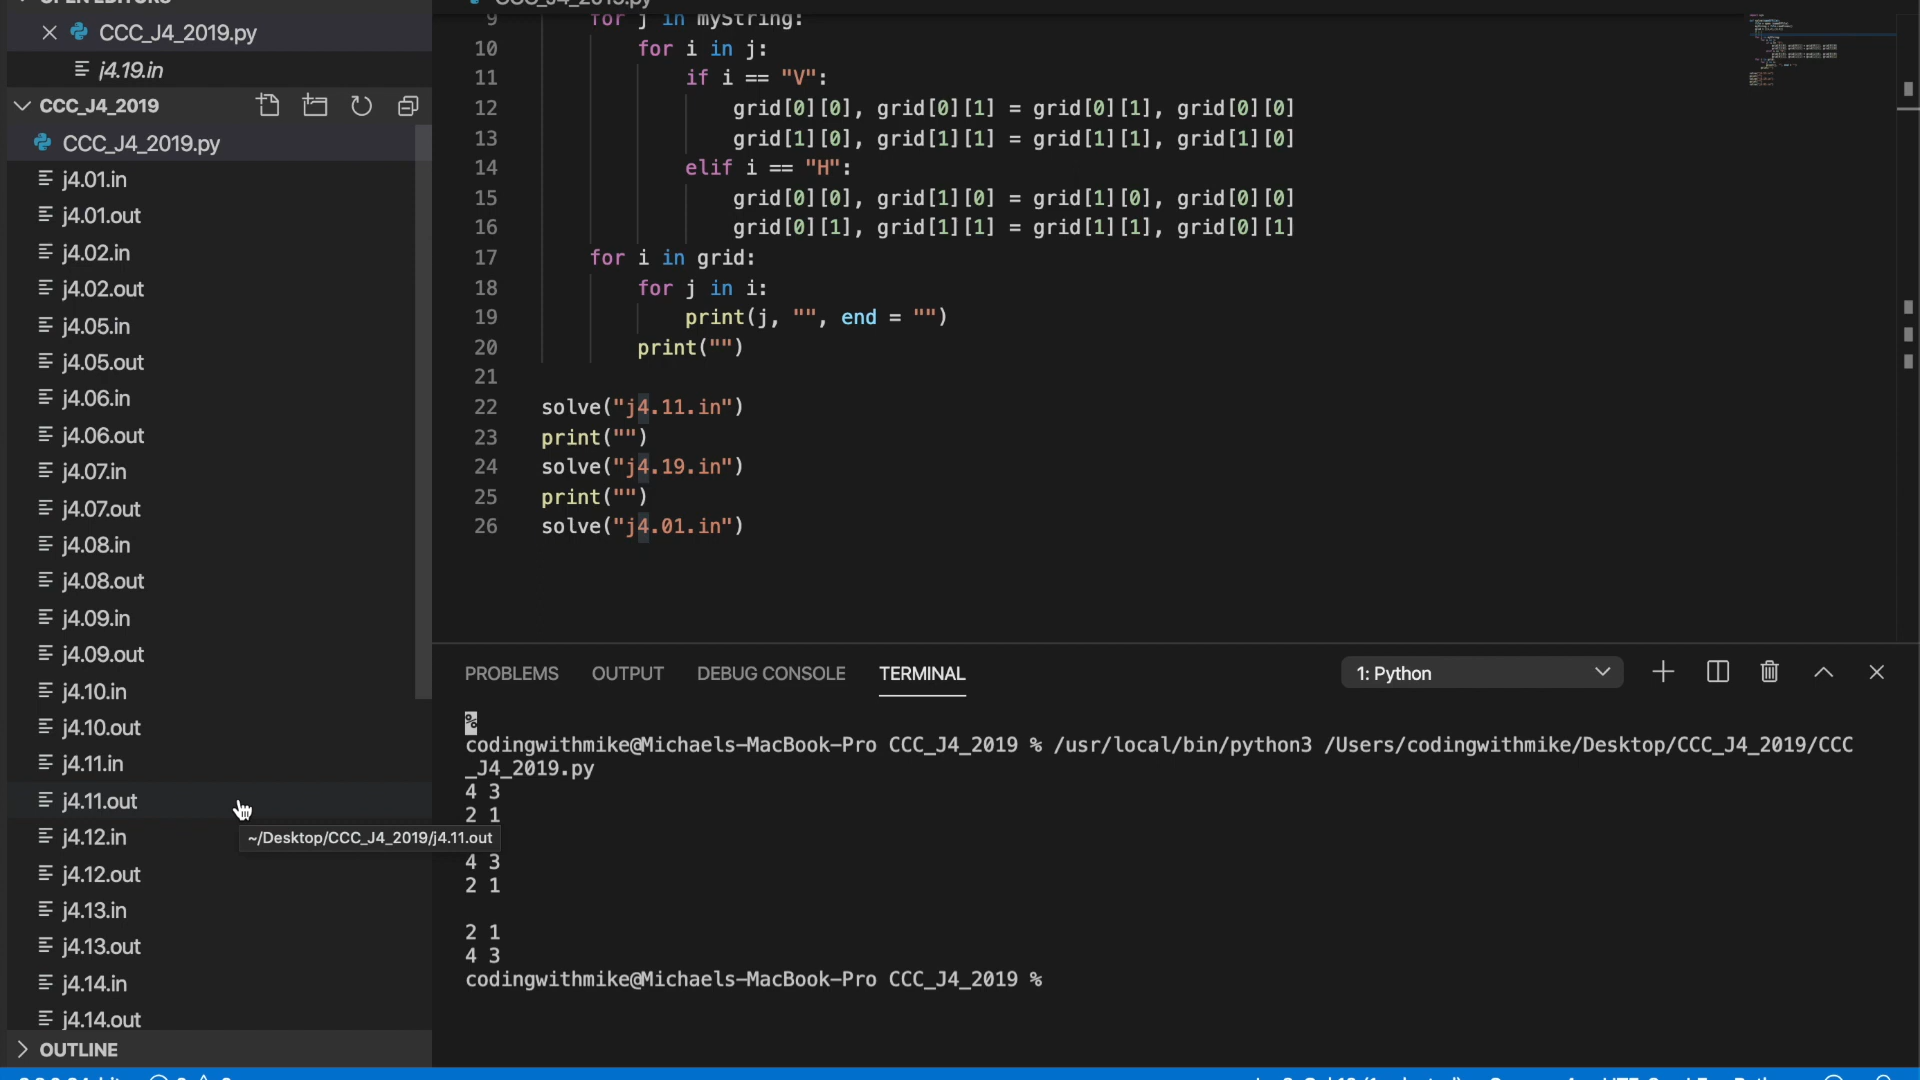 OPEN EDITORS
CCC_J4_2019.py
j4.19.in
CCC_J4_2019
CCC_J4_2019.py
j4.01.in
j4.01.out
j4.02.in
j4.02.out
j4.05.in
j4.05.out
j4.06.in
j4.06.out
j4.07.in
j4.07.out
j4.08.in
j4.08.out
j4.09.in
j4.09.out
j4.10.in
j4.10.out
j4.11.in
j4.11.out
~/Desktop/CCC_J4_2019/j4.11.out
j4.12.in
j4.12.out
j4.13.in
j4.13.out
j4.14.in
j4.14.out
OUTLINE
CCC_J4_2019.py
9 for j in myString:
10 for i in j:
11 if i == "V":
12 grid[0][0], grid[0][1] = grid[0][1], grid[0][0]
13 grid[1][0], grid[1][1] = grid[1][1], grid[1][0]
14 elif i == "H":
15 grid[0][0], grid[1][0] = grid[1][0], grid[0][0]
16 grid[0][1], grid[1][1] = grid[1][1], grid[0][1]
17 for i in grid:
18 for j in i:
19 print(j, "", end = "")
20 print("")
21
22 solve("j4.11.in")
23 print("")
24 solve("j4.19.in")
25 print("")
26 solve("j4.01.in")
PROBLEMS OUTPUT DEBUG CONSOLE TERMINAL 1: Python
%
codingwithmike@Michaels-MacBook-Pro CCC_J4_2019 % /usr/local/bin/python3 /Users/codingwithmike/Desktop/CCC_J4_2019/CCC
_J4_2019.py
4 3
2 1
4 3
2 1
2 1
4 3
codingwithmike@Michaels-MacBook-Pro CCC_J4_2019 %